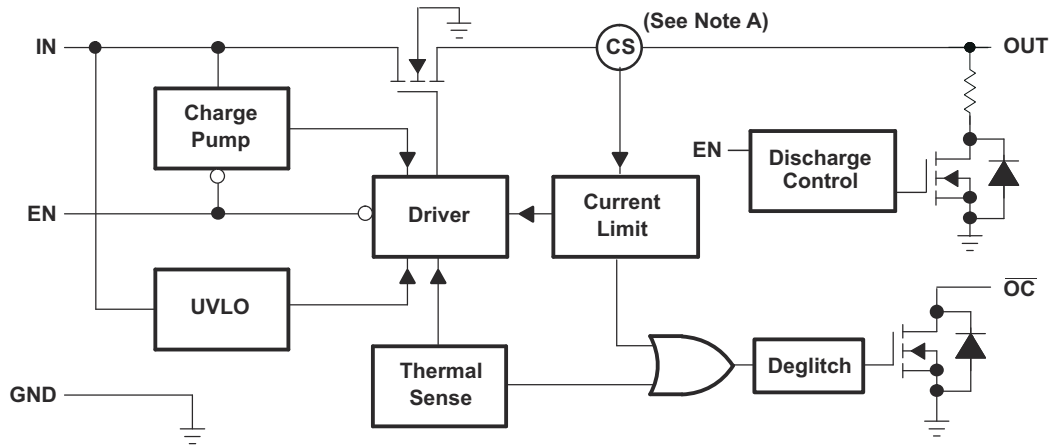 (See Note A)
IN
CS
OUT
Charge
Pump
EN
Discharge
Control
EN
Driver
Current
Limit
UVLO
OC
Thermal
Sense
Deglitch
GND